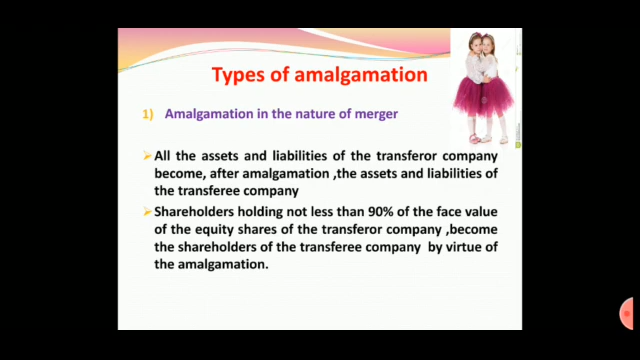 Types of amalgamation
1) Amalgamation in the nature of merger
All the assets and liabilities of the transferor company
become, after amalgamation ,the assets and liabilities of
the transferee company
Shareholders holding not less than 90% of the face value
of the equity shares of the transferor company ,become
the shareholders of the transferee company by virtue of
the amalgamation.